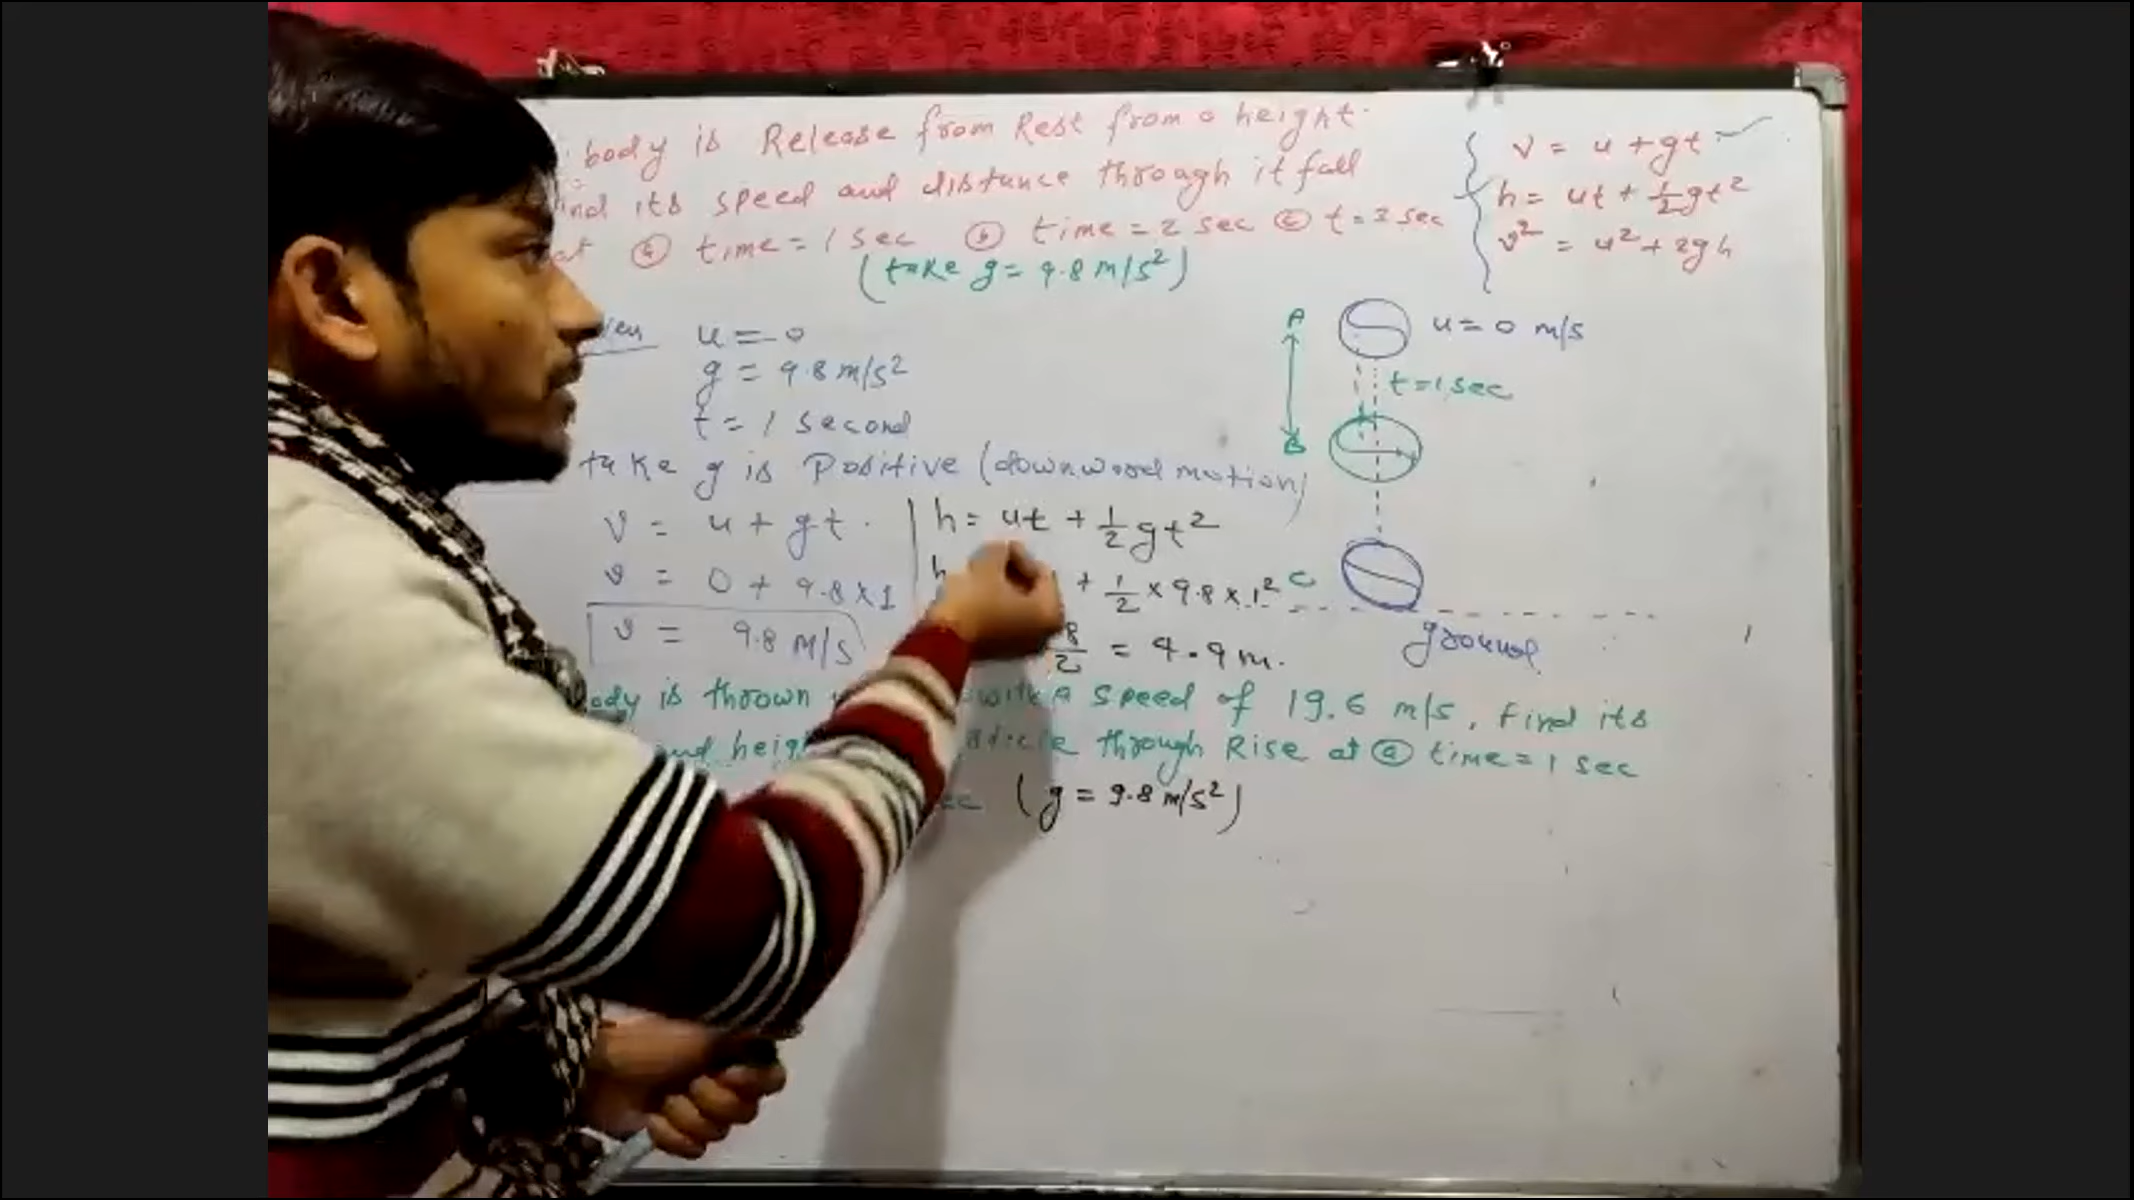 body is Release from Rest from a height.
find its speed and distance through it fall
at (a) time = 1 sec (b) time = 2 sec (c) t = 3 sec
(take g = 9.8 m/s²)
v = u + gt
h = ut + ½gt²
v² = u² + 2gh
u = 0
g = 9.8 m/s²
t = 1 second
take g is Positive (downward motion)
v = u + gt.
v = 0 + 9.8 × 1
v = 9.8 m/s
h = ut + ½gt²
h + ½ × 9.8 × 1²
= 4.9 m.
A u = 0 m/s
t = 1 sec
B
C
ground
body is thrown with a speed of 19.6 m/s, find its
and through Rise at (a) time = 1 sec
(g = 9.8 m/s²)